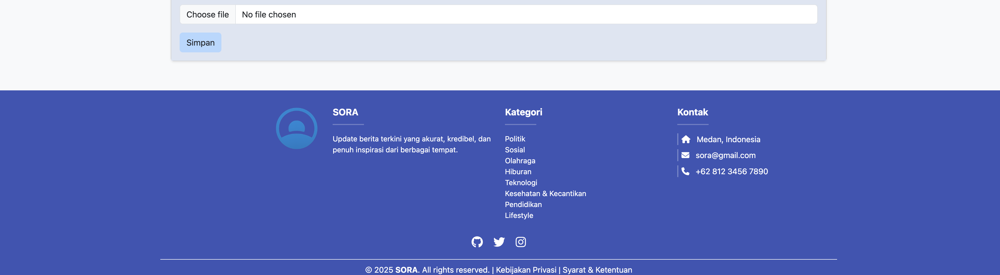 Choose file No file chosen
Simpan
SORA
Update berita terkini yang akurat, kredibel, dan
penuh inspirasi dari berbagai tempat.
Kategori
Politik
Sosial
Olahraga
Hiburan
Teknologi
Kesehatan & Kecantikan
Pendidikan
Lifestyle
Kontak
Medan, Indonesia
sora@gmail.com
+62 812 3456 7890
© 2025 SORA. All rights reserved. | Kebijakan Privasi | Syarat & Ketentuan